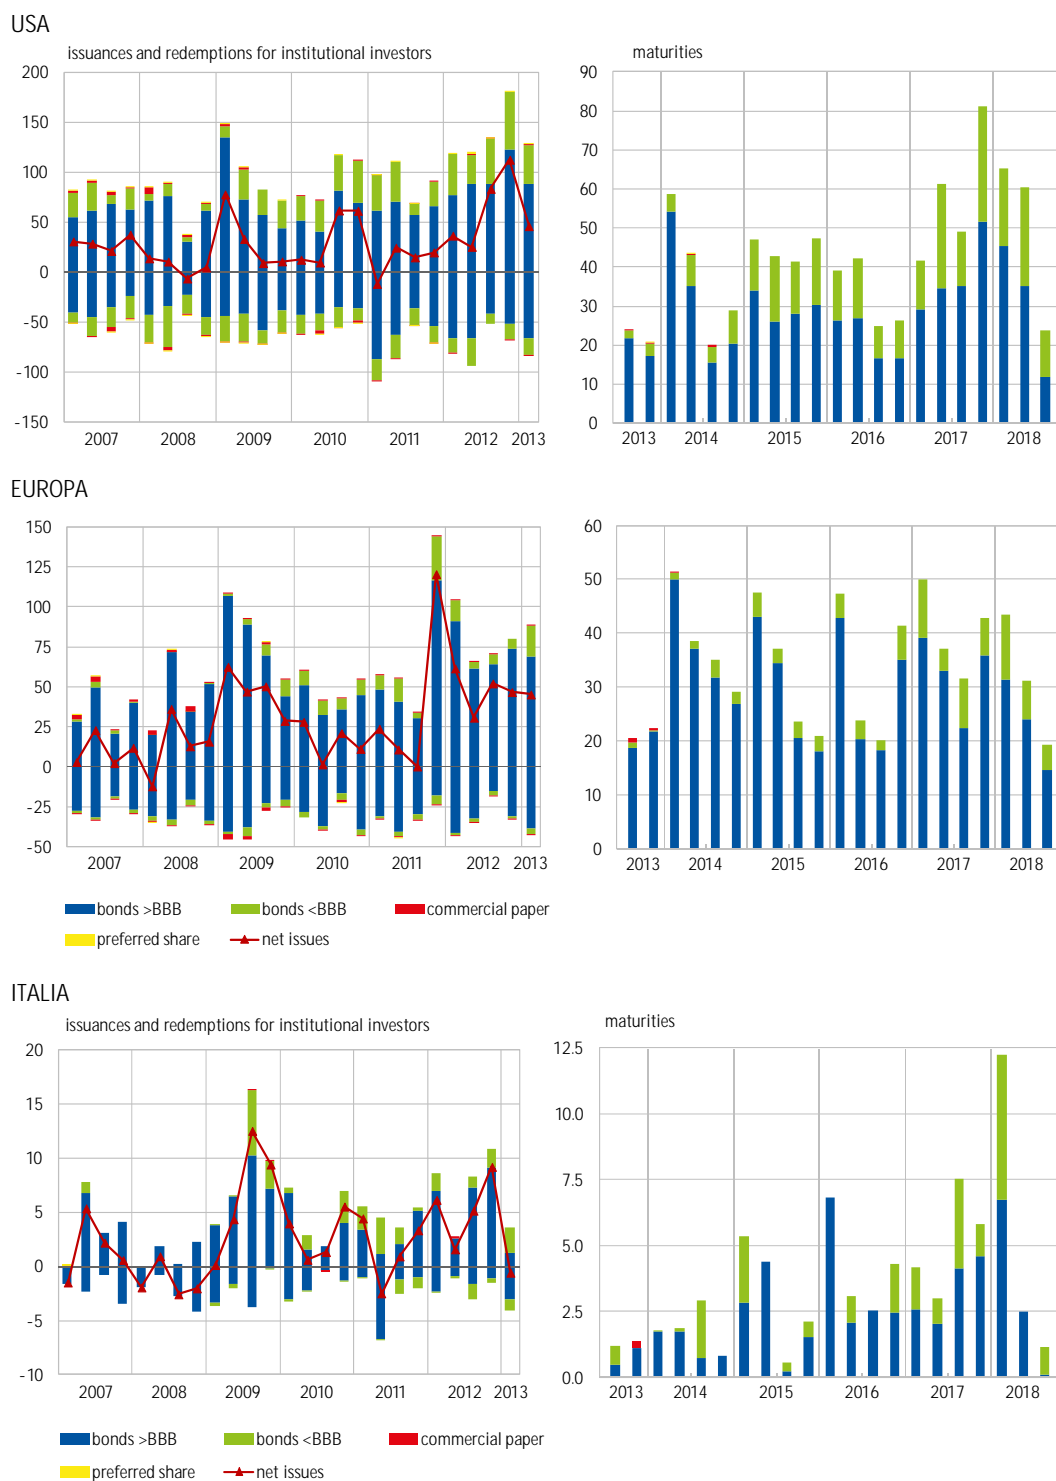 USA
issuances and redemptions for institutional investors
maturities
200
150
100
50
0
-50
-100
-150
2007 2008 2009 2010 2011 2012 2013
90
80
70
60
50
40
30
20
10
0
2013 2014 2015 2016 2017 2018
EUROPA
150
125
100
75
50
25
0
-25
-50
2007 2008 2009 2010 2011 2012 2013
60
50
40
30
20
10
0
2013 2014 2015 2016 2017 2018
bonds >BBB bonds <BBB commercial paper
preferred share net issues
ITALIA
issuances and redemptions for institutional investors
maturities
20
15
10
5
0
-5
-10
2007 2008 2009 2010 2011 2012 2013
12.5
10.0
7.5
5.0
2.5
0.0
2013 2014 2015 2016 2017 2018
bonds >BBB bonds <BBB commercial paper
preferred share net issues